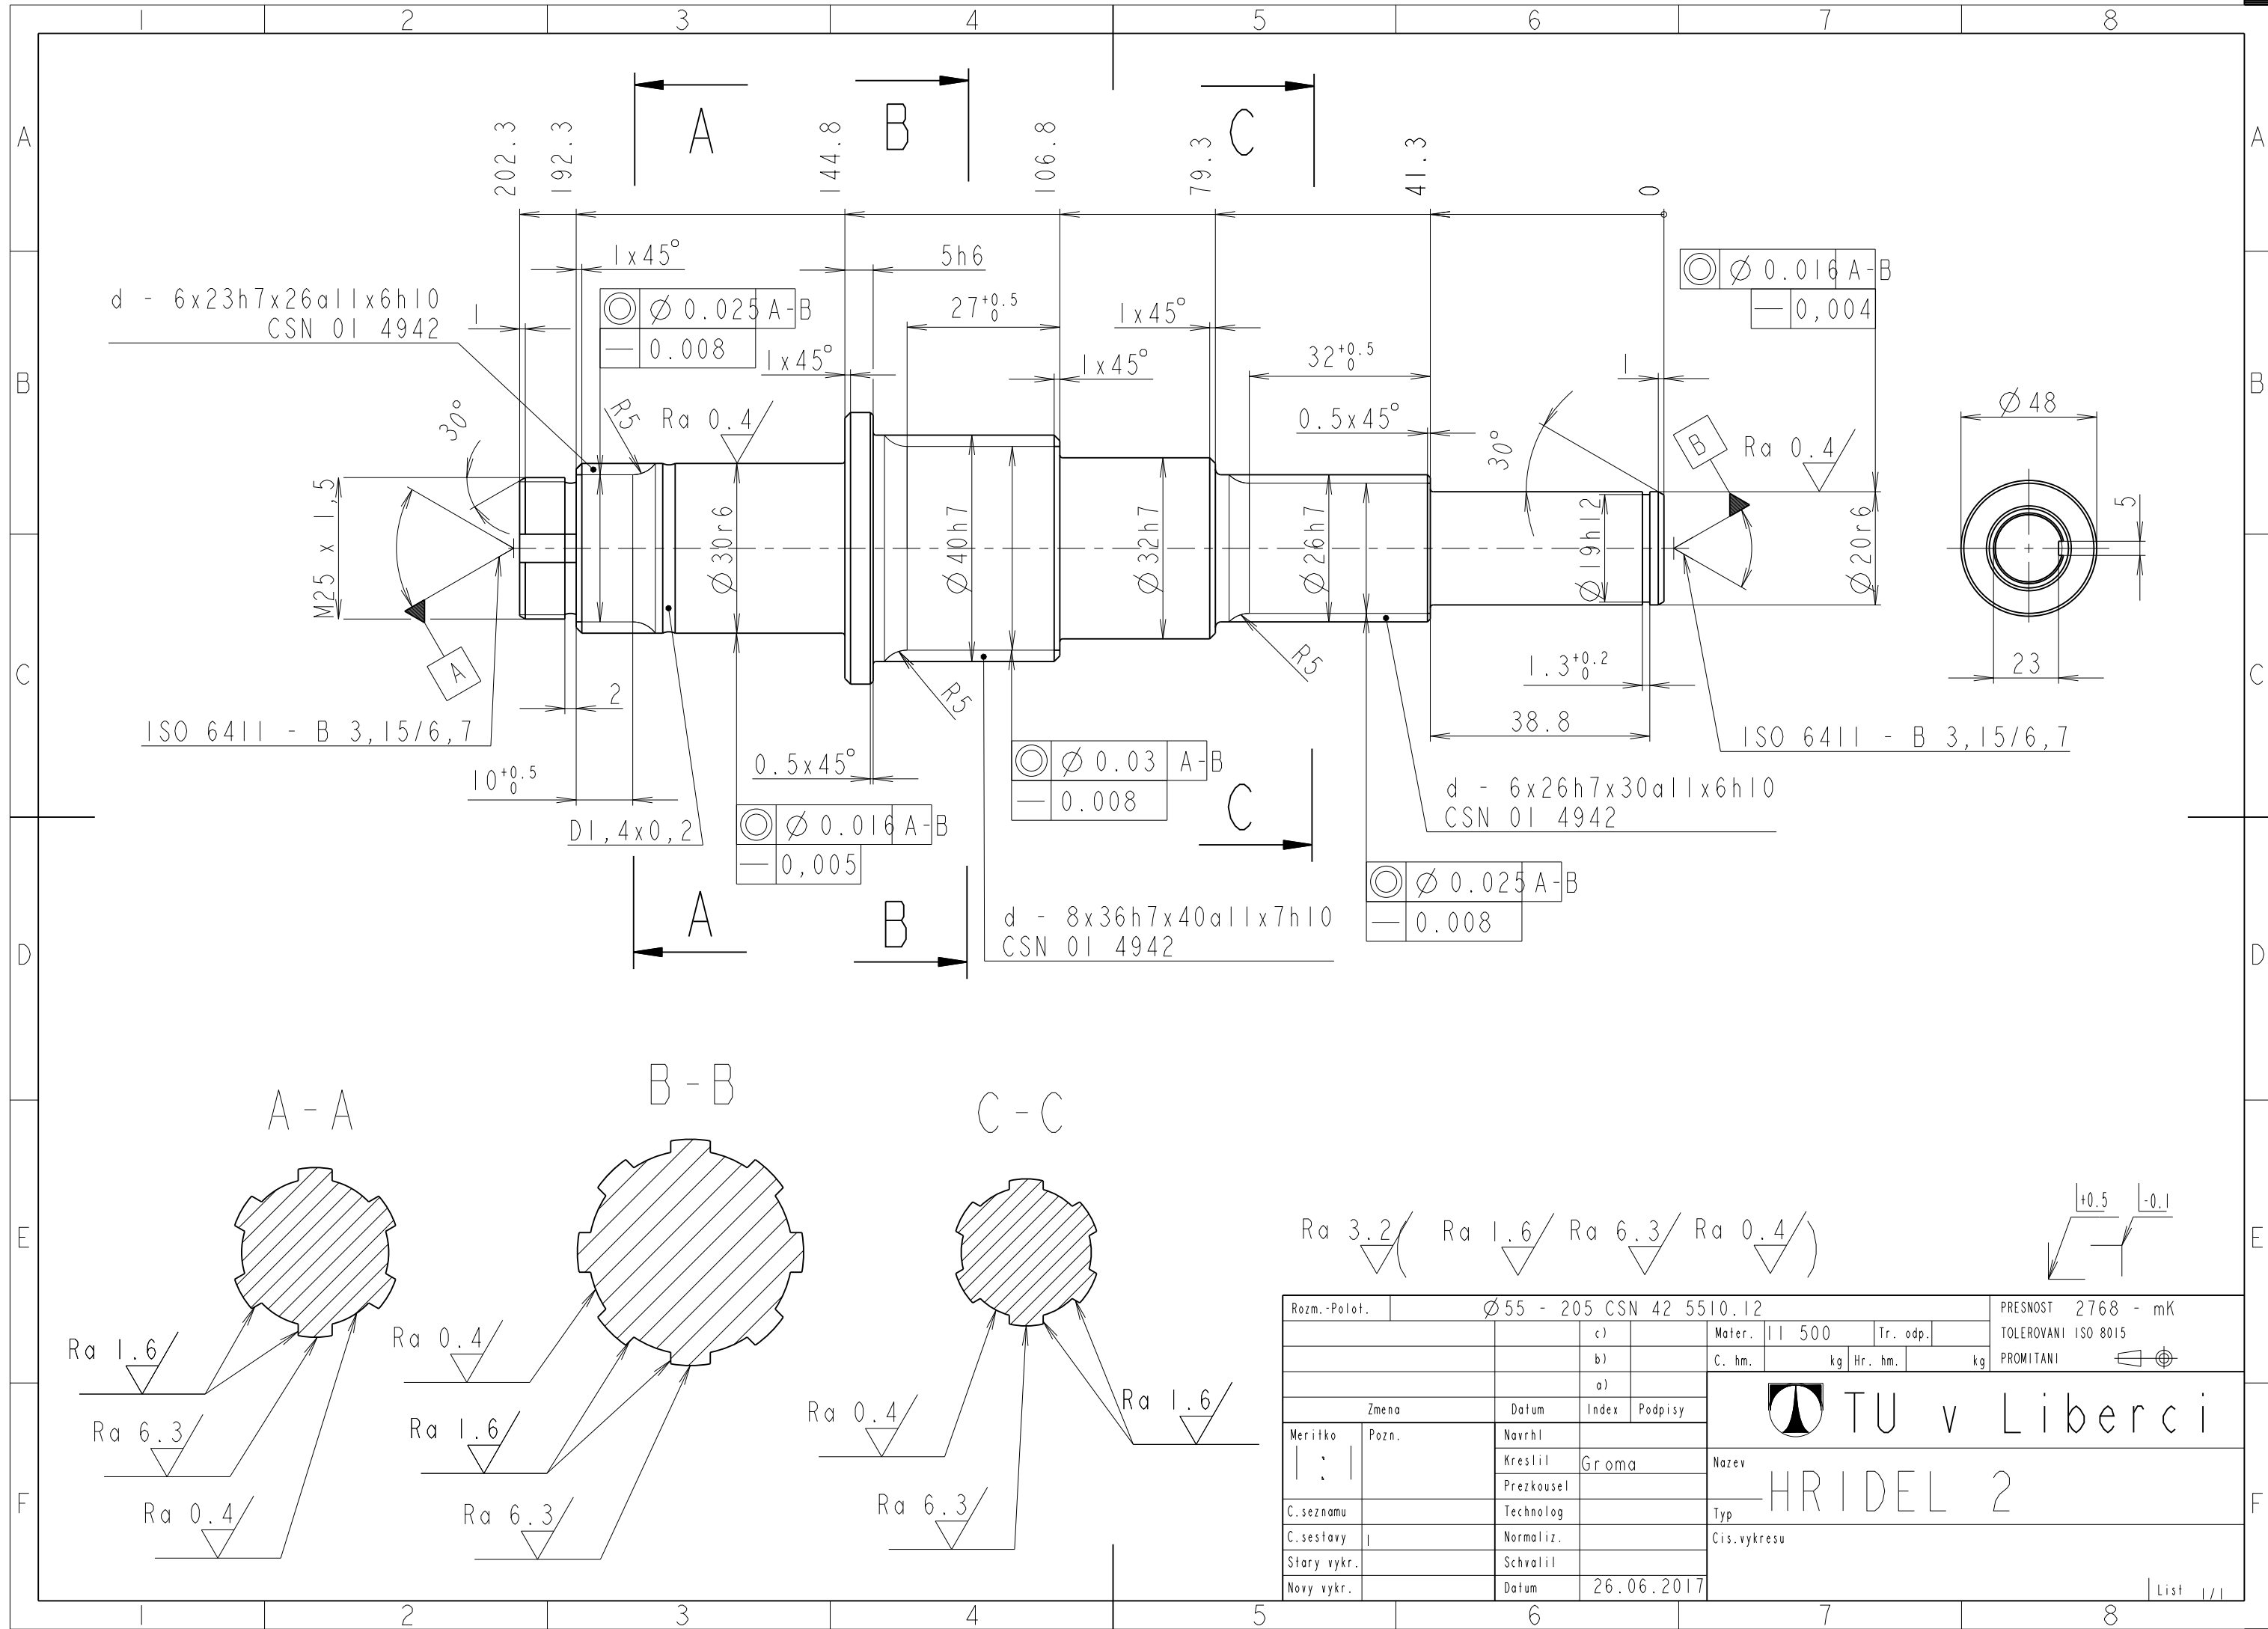 1 2 3 4 5 6 7 8
A A
B B
C C
D D
E E
F F
A B C
202.3 192.3 144.8 106.8 79.3 41.3 0
1x45° 5h6
⌾ ⌀ 0.016 A-B
— 0,004
d - 6x23h7x26a11x6h10
CSN 01 4942
1
⌾ ⌀ 0.025 A-B
— 0.008
27 +0.5 0
1x45°
1x45°
1x45°
32 +0.5 0
1
0.5x45°
⌀48
30°
R5
Ra 0.4
30°
B
Ra 0.4
M25 x 1,5
⌀30r6
⌀40h7
⌀32h7
⌀26h7
⌀19h12
⌀20r6
5
23
A
2
R5
R5
1.3 +0.2 0
38.8
ISO 6411 - B 3,15/6,7
ISO 6411 - B 3,15/6,7
10 +0.5 0
0.5x45°
⌾ ⌀ 0.03 A-B
— 0.008
D1,4x0,2
⌾ ⌀ 0.016 A-B
— 0,005
C
d - 6x26h7x30a11x6h10
CSN 01 4942
⌾ ⌀ 0.025 A-B
— 0.008
A
B
d - 8x36h7x40a11x7h10
CSN 01 4942
A-A
B-B
C-C
Ra 1.6
Ra 6.3
Ra 0.4
Ra 0.4
Ra 1.6
Ra 6.3
Ra 0.4
Ra 6.3
Ra 1.6
Ra 3.2 ( Ra 1.6 Ra 6.3 Ra 0.4 )
+0.5 -0.1
Rozm.-Polot. ⌀55 - 205 CSN 42 5510.12
PRESNOST 2768 - mK
TOLEROVANI ISO 8015
PROMITANI
c)
b)
a)
Mater. 11 500 Tr. odp.
C. hm. kg Hr. hm. kg
Zmena Datum Index Podpisy
TU v Liberci
Meritko Pozn.
1:1
Navrhl
Kreslil Groma
Prezkousel
Nazev HRIDEL 2
Typ
C.seznamu Technolog
C.sestavy 1 Normaliz.
Cis.vykresu
Stary vykr. Schvalil
Novy vykr. Datum 26.06.2017
List 1/1
1 2 3 4 5 6 7 8